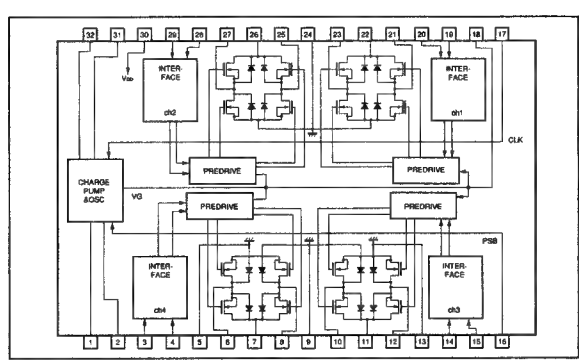 32 31 30 29 28 27 26 25 24 23 22 21 20 19 18 17
VDD
INTER-
FACE
ch2
INTER-
FACE
ch1
CLK
PREDRIVE
PREDRIVE
CHARGE
PUMP
&OSC
VG
PREDRIVE
PREDRIVE
PSB
INTER-
FACE
ch4
INTER-
FACE
ch3
1 2 3 4 5 6 7 8 9 10 11 12 13 14 15 16